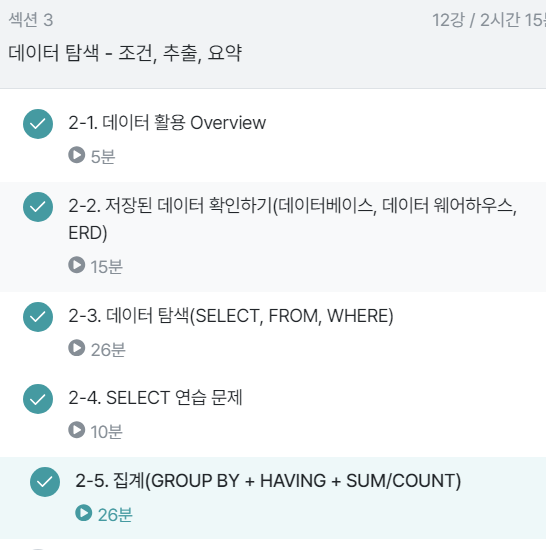 섹션 3
12강 / 2시간 15
데이터 탐색 - 조건, 추출, 요약
2-1. 데이터 활용 Overview
5분
2-2. 저장된 데이터 확인하기(데이터베이스, 데이터 웨어하우스,
ERD)
15분
2-3. 데이터 탐색(SELECT, FROM, WHERE)
26분
2-4. SELECT 연습 문제
10분
2-5. 집계(GROUP BY + HAVING + SUM/COUNT)
26분